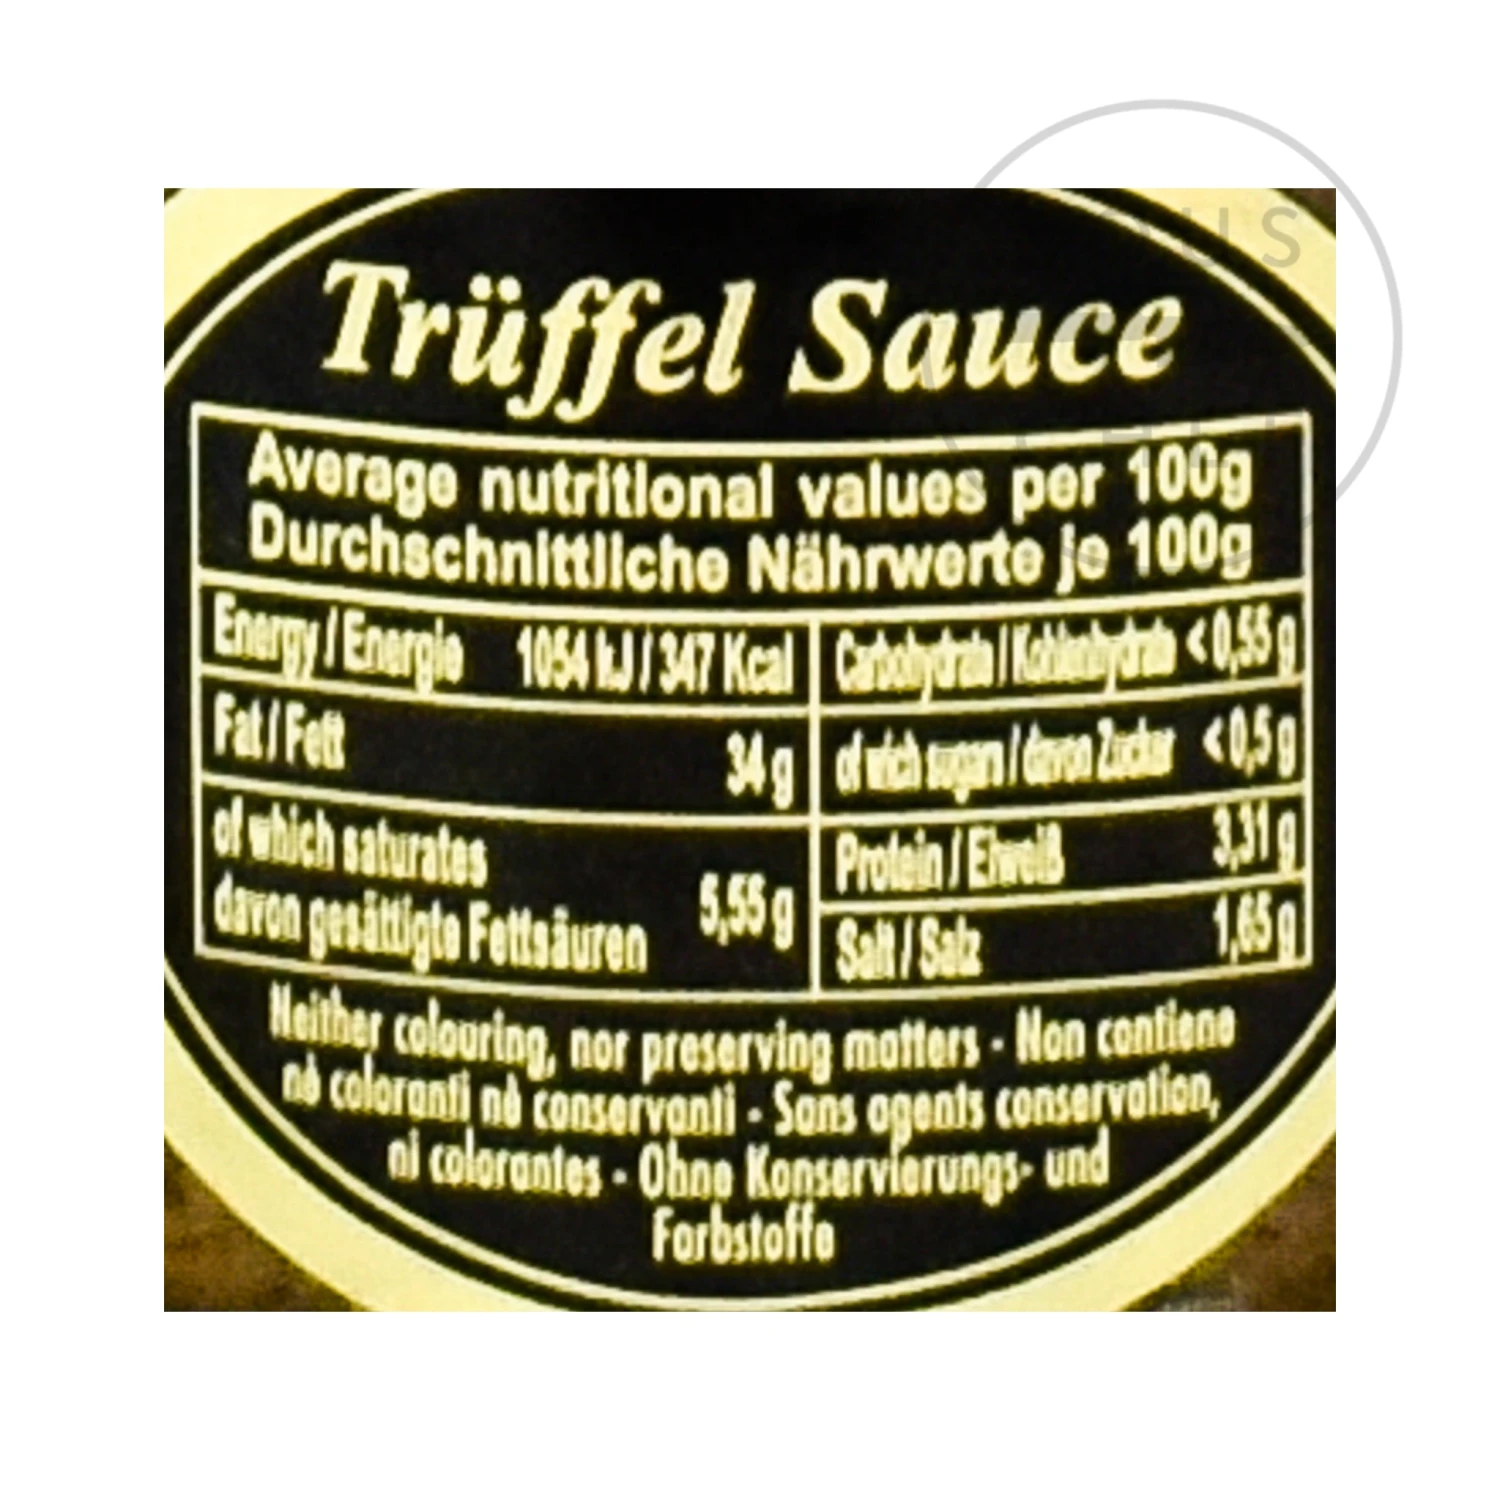 Trüffel Sauce
Average nutritional values per 100g
Durchschnittliche Nährwerte je 100g
Energy / Energie 1054 kJ / 347 Kcal
Fat / Fett 34 g
of which saturates
davon gesättigte Fettsäuren 5,55 g
Carbohydrate / Kohlenhydrate < 0,55 g
of wich sugars / davon Zucker < 0,5 g
Protein / Eiweiß 3,31 g
Salt / Salz 1,65 g
Neither colouring, nor preserving matters - Non contiene
nè coloranti nè conservanti - Sans agents conservation,
ni colorantes - Ohne Konservierungs- und
Farbstoffe